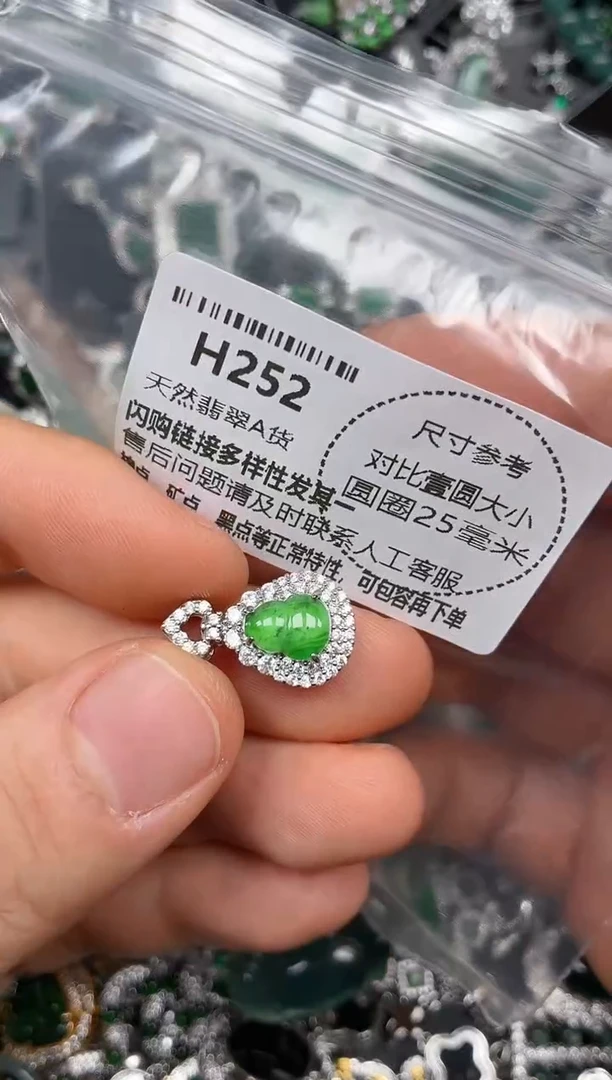 H252
天然翡翠A货
闪购链接多样性发其一
售后问题请及时联系人工客服
矿点、黑点等正常特性，可包容再下单
尺寸参考
对比壹圆大小
圆圈25毫米